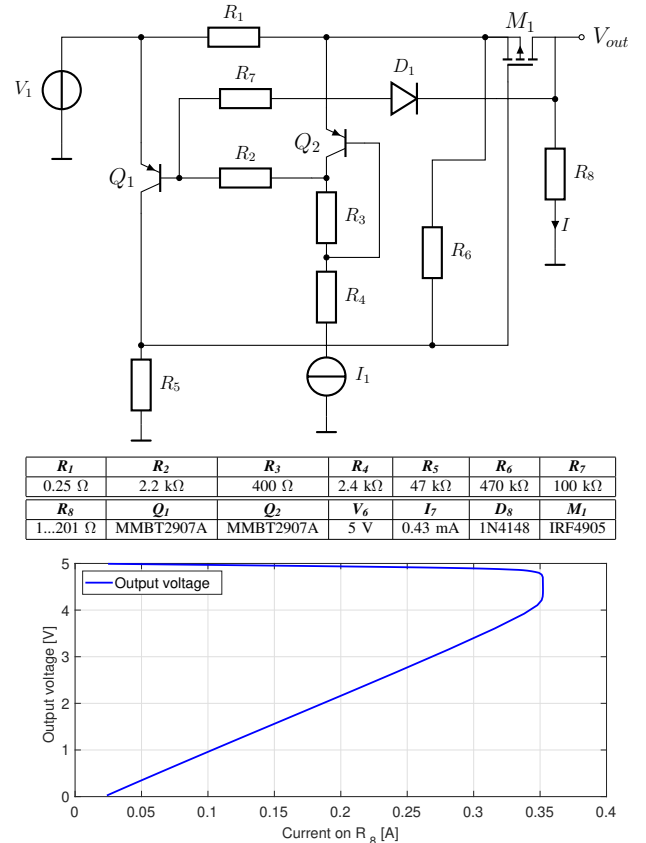 R1
M1
Vout
R7
D1
V1
Q2
R2
Q1
R8
R3
R6
I
R4
R5
I1
R1 R2 R3 R4 R5 R6 R7
0.25 Ω 2.2 kΩ 400 Ω 2.4 kΩ 47 kΩ 470 kΩ 100 kΩ
R8 Q1 Q2 V6 I7 D8 M1
1...201 Ω MMBT2907A MMBT2907A 5 V 0.43 mA 1N4148 IRF4905
Output voltage
5
4
3
2
1
0
Output voltage [V]
0 0.05 0.1 0.15 0.2 0.25 0.3 0.35 0.4
Current on R 8 [A]